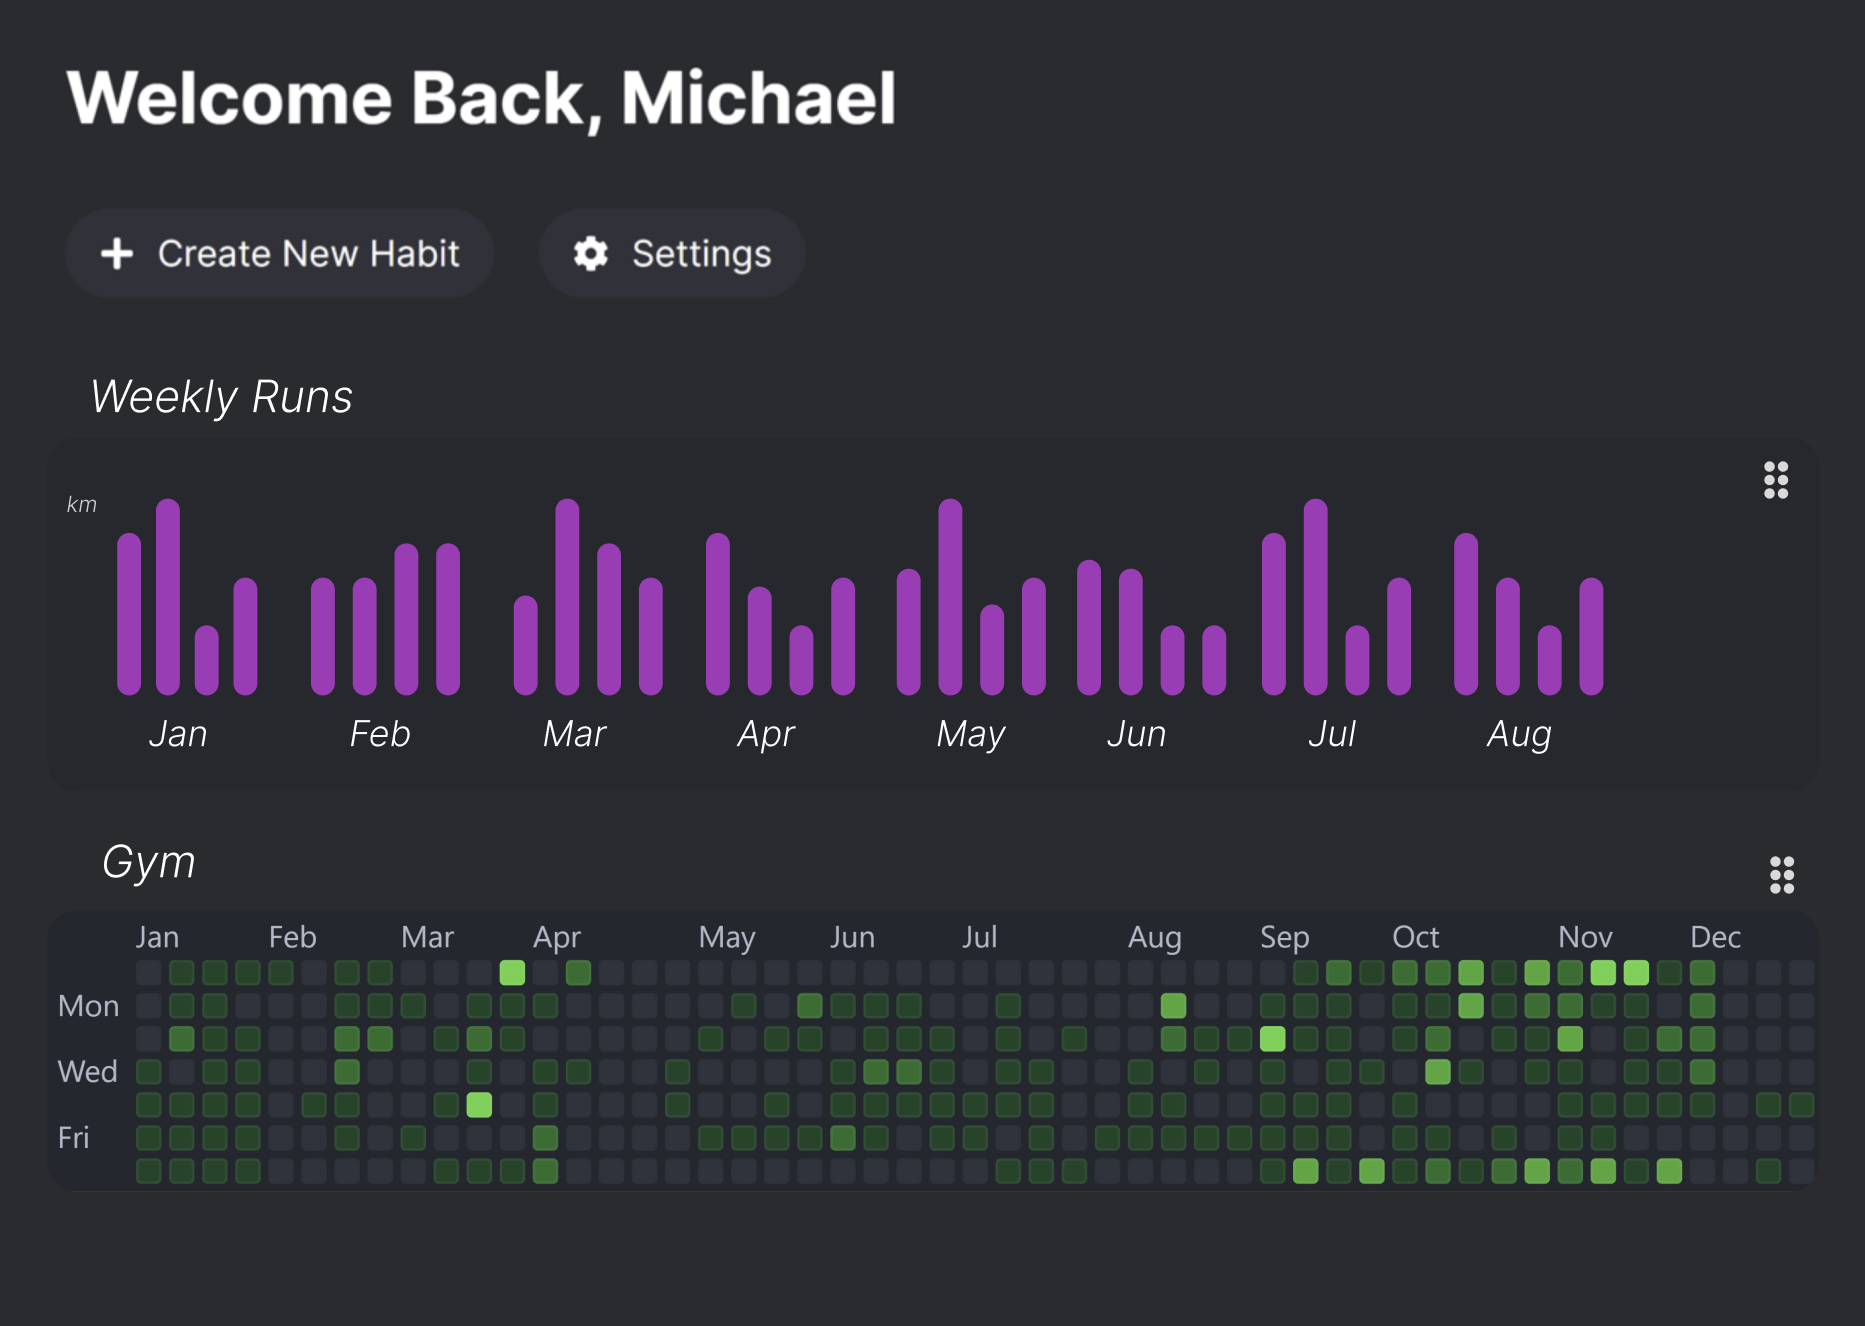 Welcome Back, Michael
Create New Habit Settings
Weekly Runs
km
Jan Feb Mar Apr May Jun Jul Aug
Gym
Jan Feb Mar Apr May Jun Jul Aug Sep Oct Nov Dec
Mon
Wed
Fri